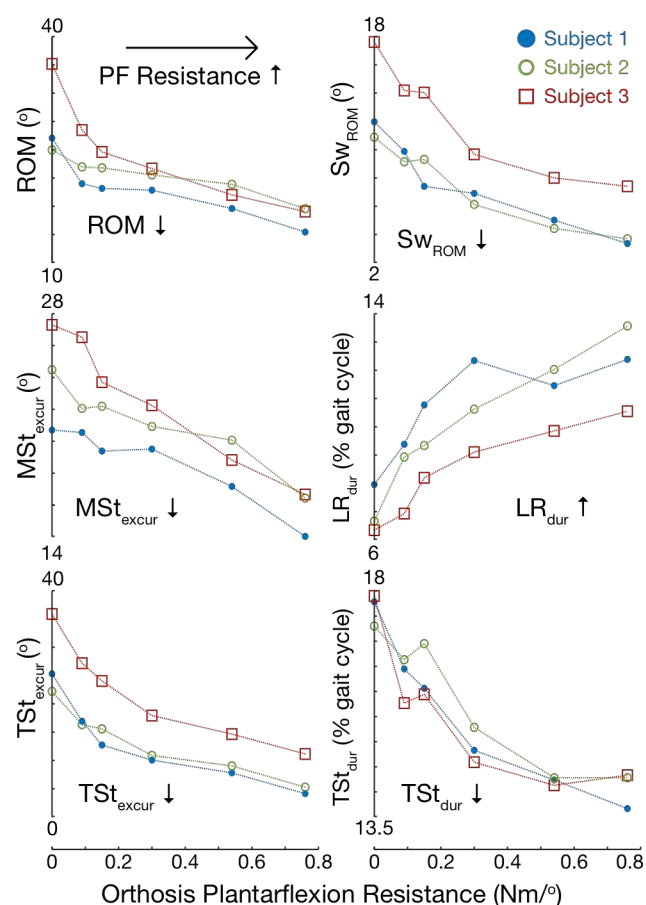 40
PF Resistance ↑
ROM (°)
ROM ↓
10
18
Subject 1
Subject 2
Subject 3
SwROM (°)
SwROM ↓
2
28
MStexcur (°)
MStexcur ↓
14
14
LRdur (% gait cycle)
LRdur ↑
6
40
TStexcur (°)
TStexcur ↓
0
18
TStdur (% gait cycle)
TStdur ↓
13.5
0 0.2 0.4 0.6 0.8
0 0.2 0.4 0.6 0.8
Orthosis Plantarflexion Resistance (Nm/°)